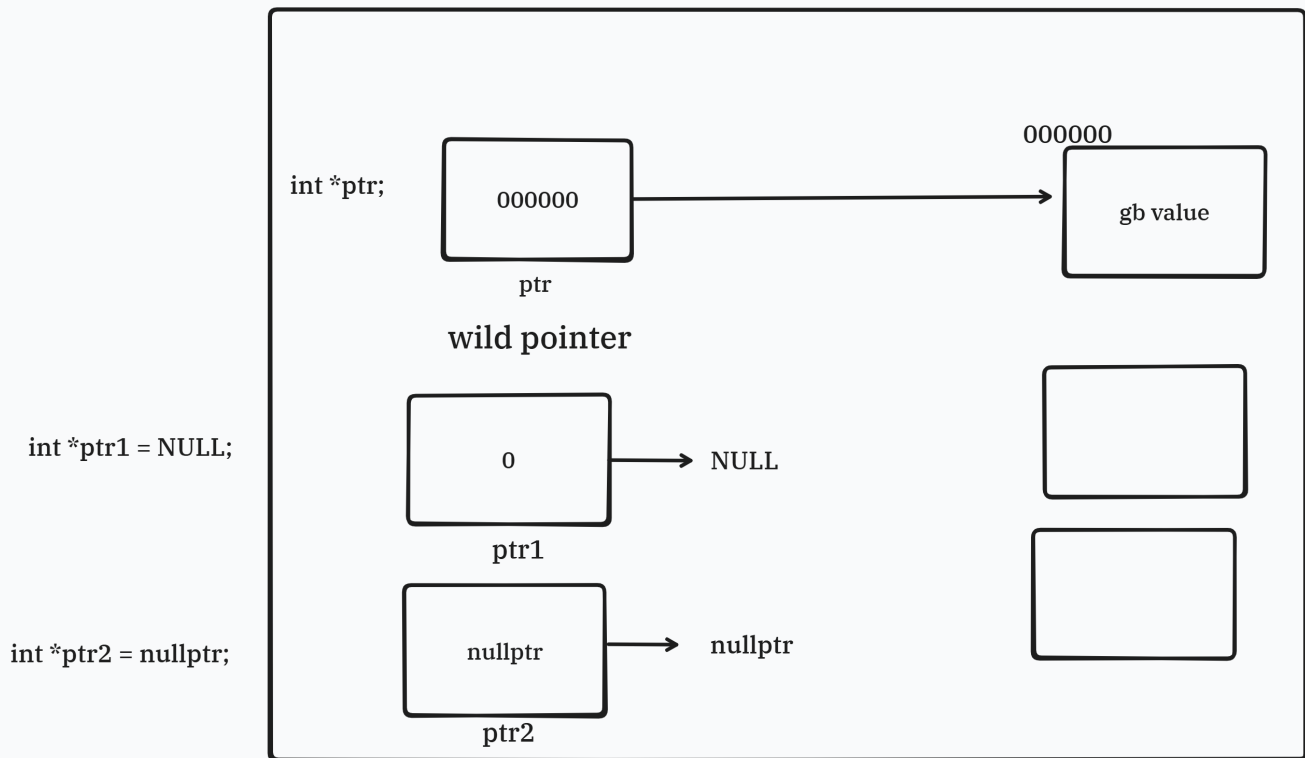 000000
int *ptr;
000000
gb value
ptr
wild pointer
int *ptr1 = NULL;
0
NULL
ptr1
int *ptr2 = nullptr;
nullptr
nullptr
ptr2